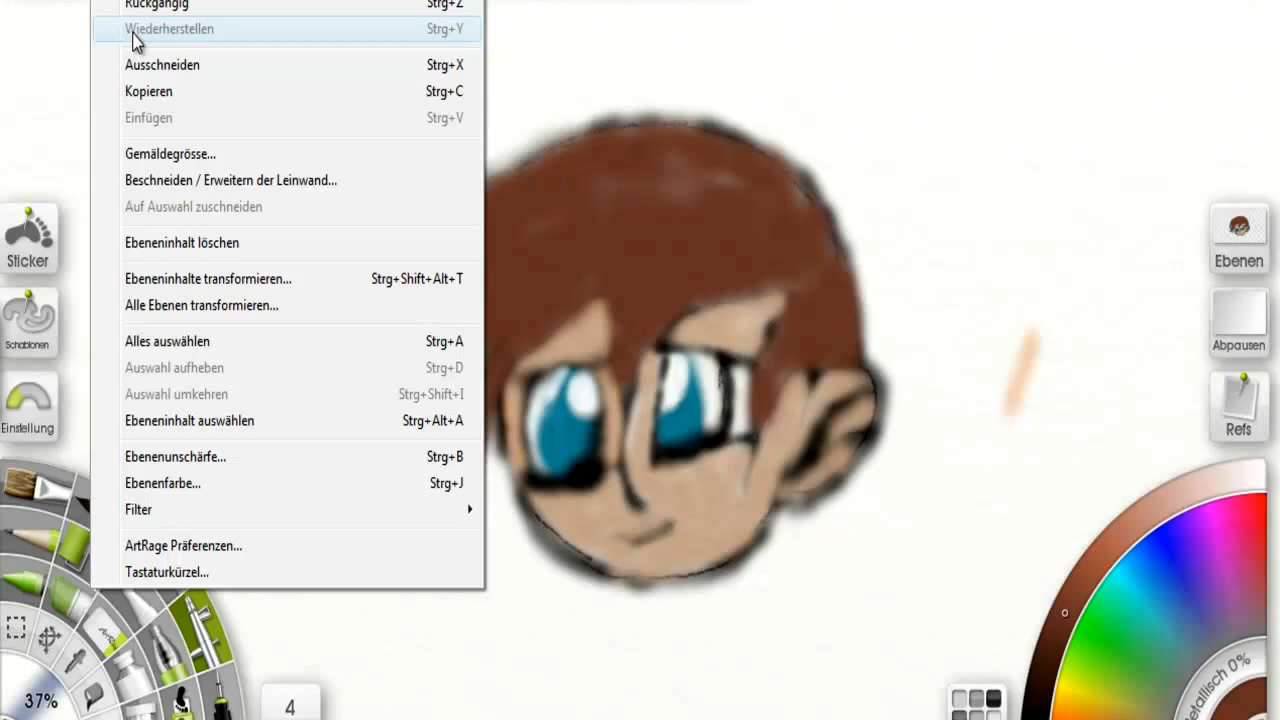 Rückgängig Strg+Z
Wiederherstellen Strg+Y
Ausschneiden Strg+X
Kopieren Strg+C
Einfügen Strg+V
Gemäldegrösse...
Beschneiden / Erweitern der Leinwand...
Auf Auswahl zuschneiden
Ebeneninhalt löschen
Ebeneninhalte transformieren... Strg+Shift+Alt+T
Alle Ebenen transformieren...
Alles auswählen Strg+A
Auswahl aufheben Strg+D
Auswahl umkehren Strg+Shift+I
Ebeneninhalt auswählen Strg+Alt+A
Ebenenunschärfe... Strg+B
Ebenenfarbe... Strg+J
Filter
ArtRage Präferenzen...
Tastaturkürzel...
Sticker
Schablonen
Einstellung
37%
4
Ebenen
Abpausen
Refs
etallisch 0%